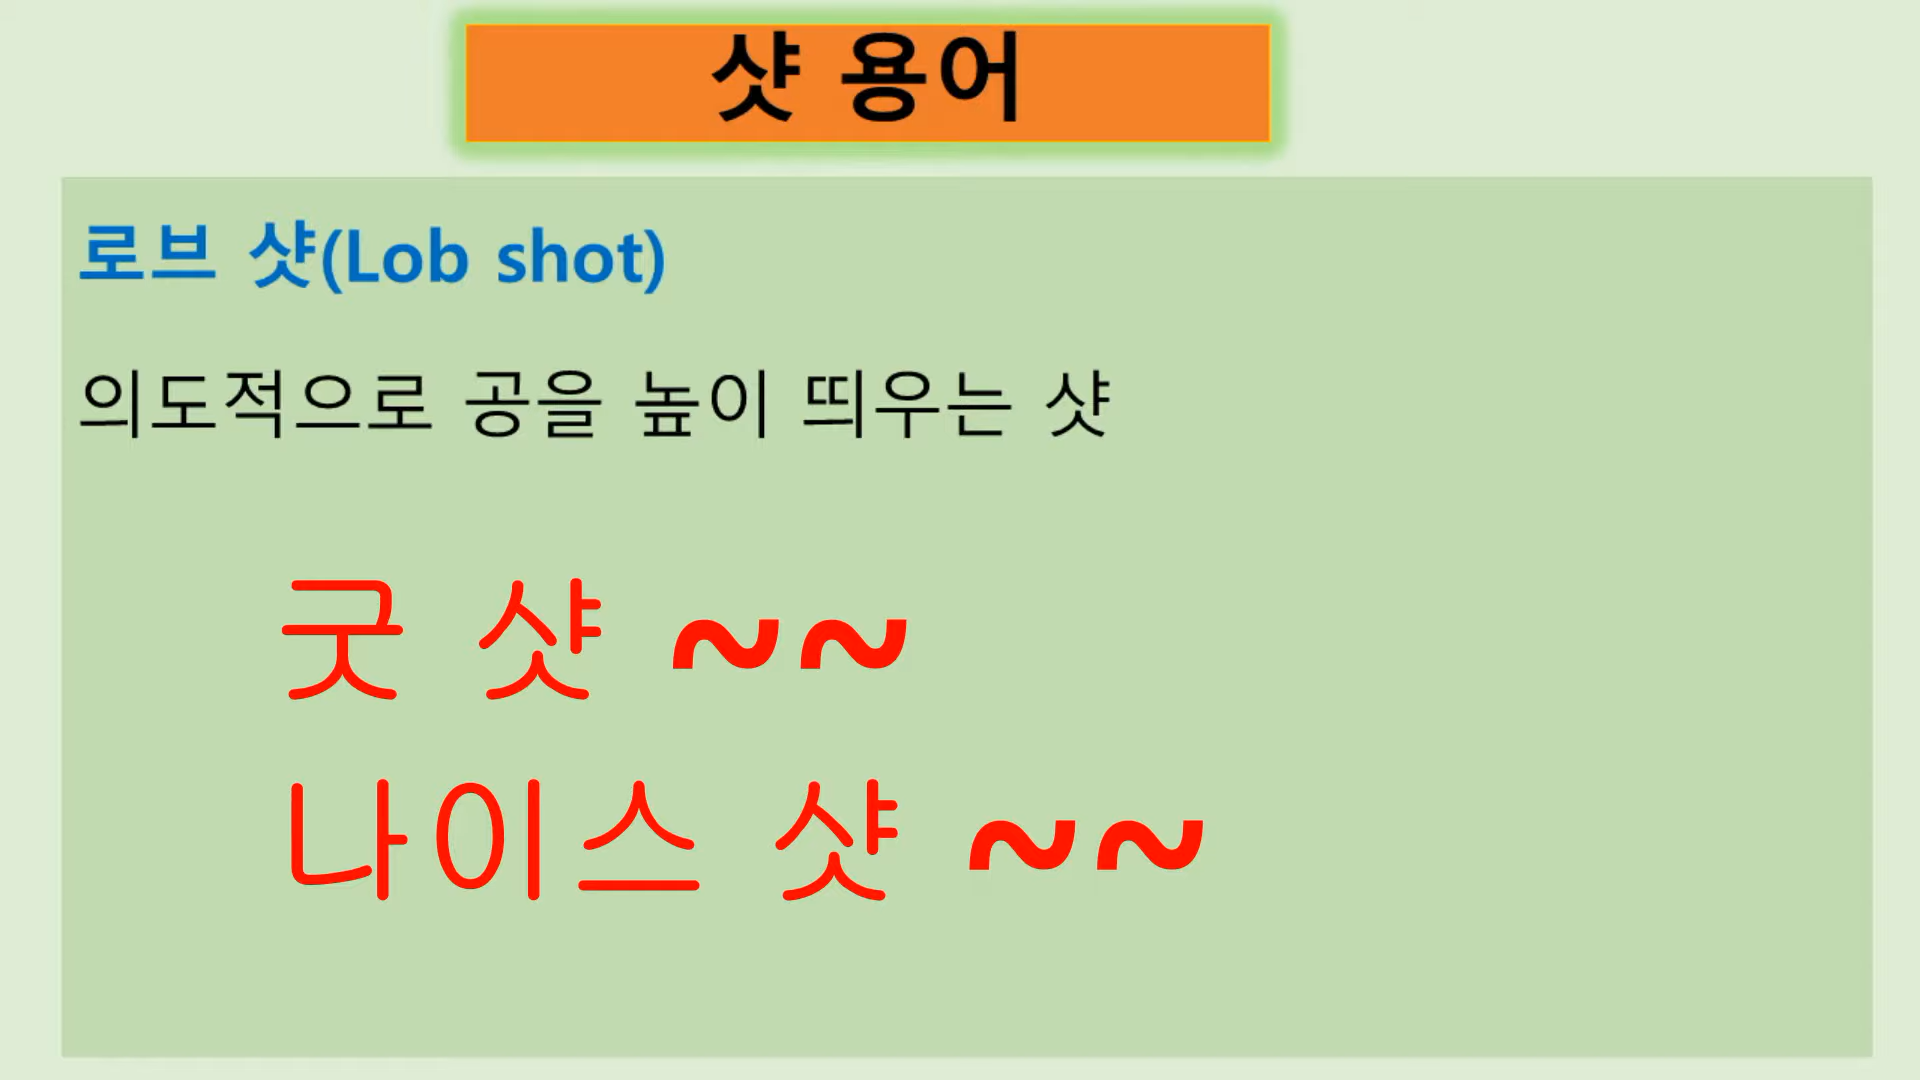 샷 용어
로브 샷(Lob shot)
의도적으로 공을 높이 띄우는 샷
굿 샷 ~~
나이스 샷 ~~